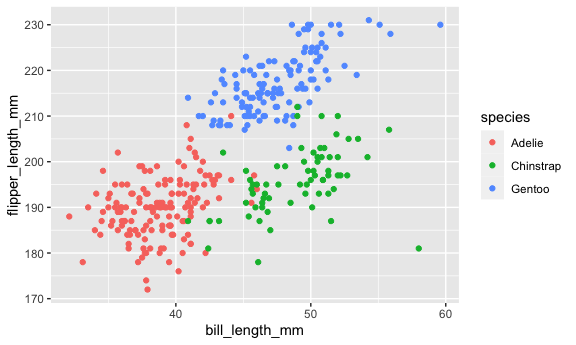 flipper_length_mm
230
220
210
200
190
180
170
40
50
60
bill_length_mm
species
Adelie
Chinstrap
Gentoo